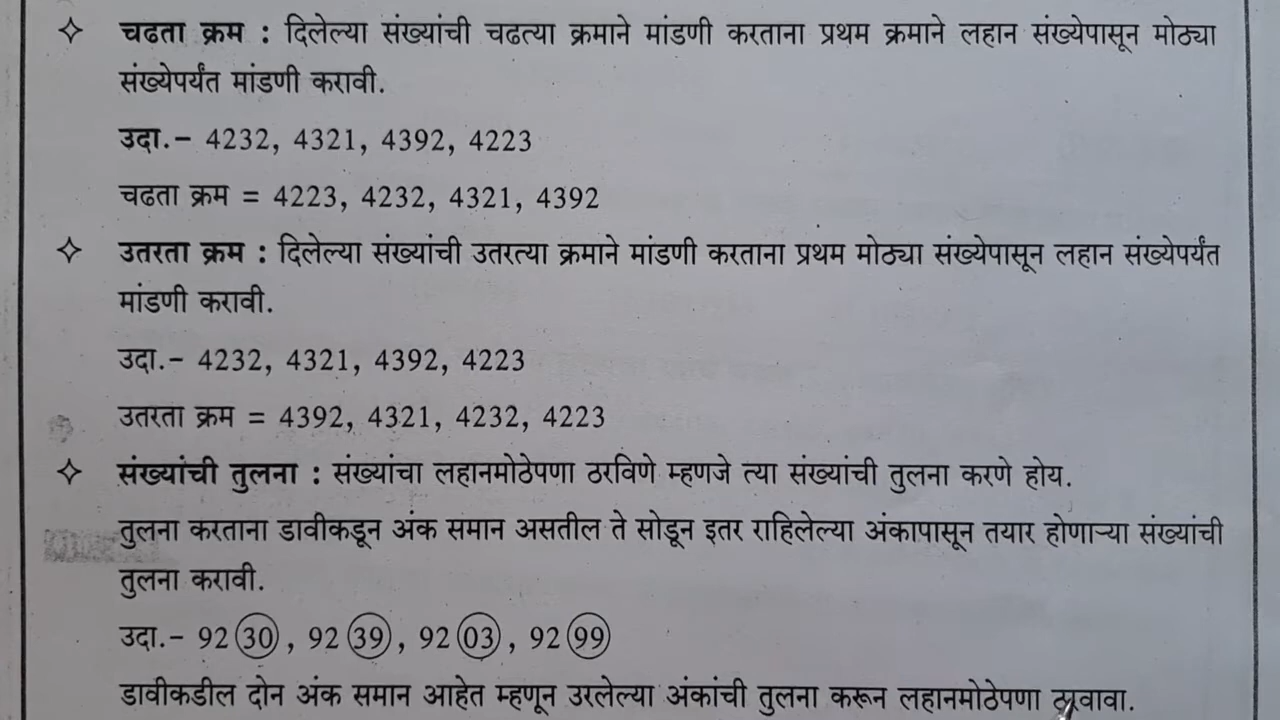 ✧ चढता क्रम : दिलेल्या संख्यांची चढत्या क्रमाने मांडणी करताना प्रथम क्रमाने लहान संख्येपासून मोठ्या
संख्येपर्यंत मांडणी करावी.
उदा.– 4232, 4321, 4392, 4223
चढता क्रम = 4223, 4232, 4321, 4392
✧ उतरता क्रम : दिलेल्या संख्यांची उतरत्या क्रमाने मांडणी करताना प्रथम मोठ्या संख्येपासून लहान संख्येपर्यंत
मांडणी करावी.
उदा.– 4232, 4321, 4392, 4223
उतरता क्रम = 4392, 4321, 4232, 4223
✧ संख्यांची तुलना : संख्यांचा लहानमोठेपणा ठरविणे म्हणजे त्या संख्यांची तुलना करणे होय.
तुलना करताना डावीकडून अंक समान असतील ते सोडून इतर राहिलेल्या अंकापासून तयार होणाऱ्या संख्यांची
तुलना करावी.
उदा.– 92 30 , 92 39 , 92 03 , 92 99
डावीकडील दोन अंक समान आहेत म्हणून उरलेल्या अंकांची तुलना करून लहानमोठेपणा ठरवावा.